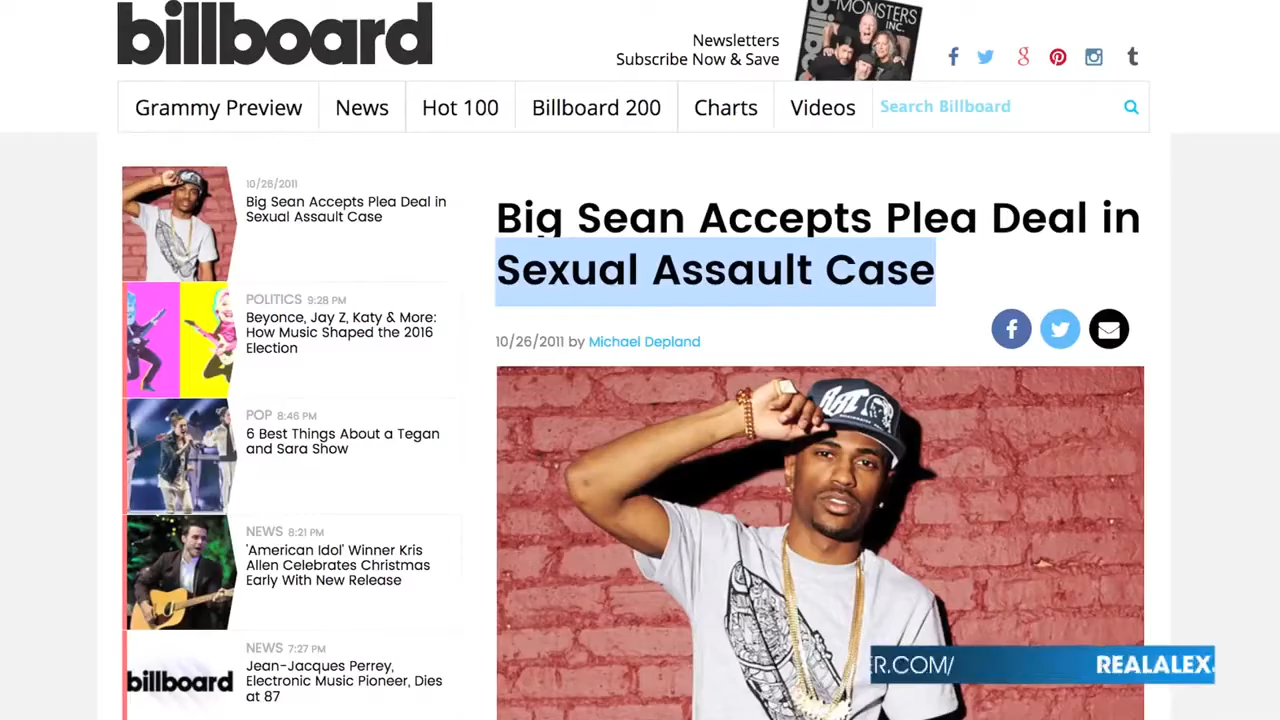 billboard
Newsletters
Subscribe Now & Save
MONSTERS
INC.
Grammy Preview
News
Hot 100
Billboard 200
Charts
Videos
Search Billboard
10/26/2011
Big Sean Accepts Plea Deal in
Sexual Assault Case
POLITICS 9:28 PM
Beyonce, Jay Z, Katy & More:
How Music Shaped the 2016
Election
POP 8:46 PM
6 Best Things About a Tegan
and Sara Show
NEWS 8:21 PM
'American Idol' Winner Kris
Allen Celebrates Christmas
Early With New Release
NEWS 7:27 PM
Jean-Jacques Perrey,
Electronic Music Pioneer, Dies
at 87
billboard
Big Sean Accepts Plea Deal in
Sexual Assault Case
10/26/2011 by Michael Depland
ER.COM/
REALALEX